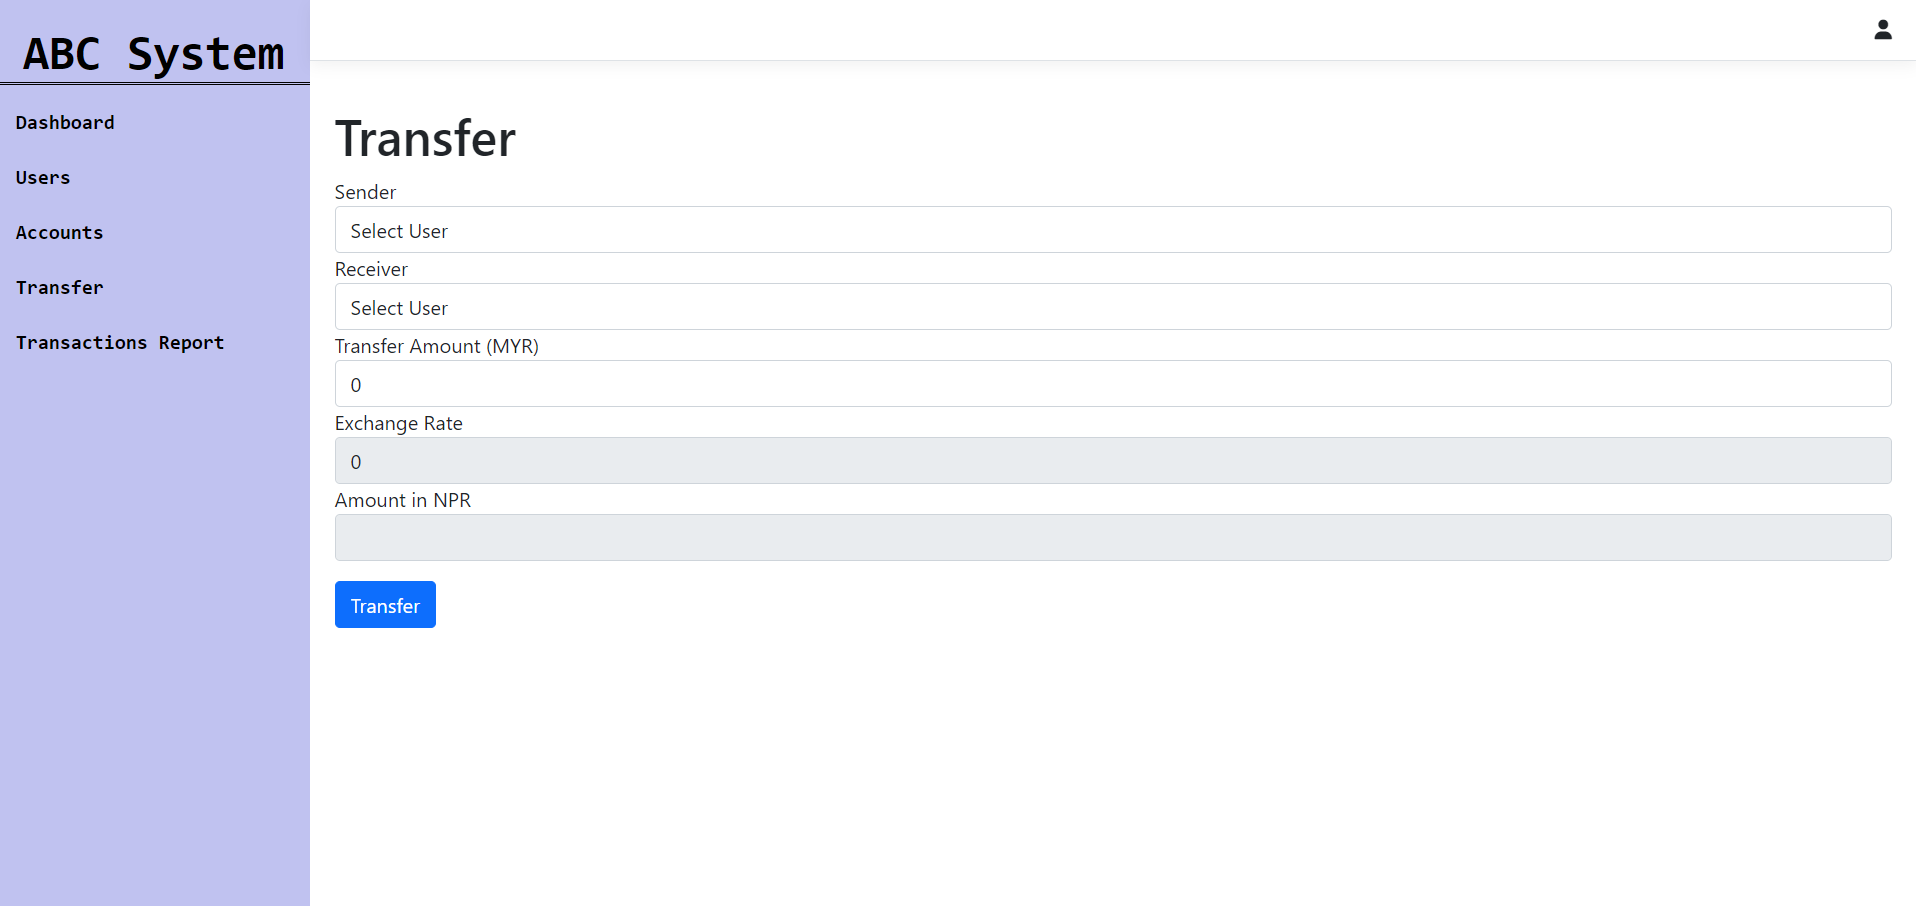 ABC System
Dashboard
Users
Accounts
Transfer
Transactions Report
Transfer
Sender
Select User
Receiver
Select User
Transfer Amount (MYR)
0
Exchange Rate
0
Amount in NPR
Transfer